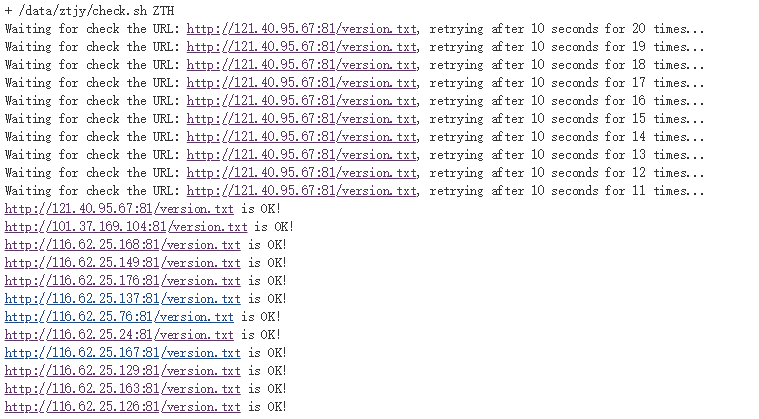 + /data/ztjy/check.sh ZTH
Waiting for check the URL: http://121.40.95.67:81/version.txt, retrying after 10 seconds for 20 times...
Waiting for check the URL: http://121.40.95.67:81/version.txt, retrying after 10 seconds for 19 times...
Waiting for check the URL: http://121.40.95.67:81/version.txt, retrying after 10 seconds for 18 times...
Waiting for check the URL: http://121.40.95.67:81/version.txt, retrying after 10 seconds for 17 times...
Waiting for check the URL: http://121.40.95.67:81/version.txt, retrying after 10 seconds for 16 times...
Waiting for check the URL: http://121.40.95.67:81/version.txt, retrying after 10 seconds for 15 times...
Waiting for check the URL: http://121.40.95.67:81/version.txt, retrying after 10 seconds for 14 times...
Waiting for check the URL: http://121.40.95.67:81/version.txt, retrying after 10 seconds for 13 times...
Waiting for check the URL: http://121.40.95.67:81/version.txt, retrying after 10 seconds for 12 times...
Waiting for check the URL: http://121.40.95.67:81/version.txt, retrying after 10 seconds for 11 times...
http://121.40.95.67:81/version.txt is OK!
http://101.37.169.104:81/version.txt is OK!
http://116.62.25.168:81/version.txt is OK!
http://116.62.25.149:81/version.txt is OK!
http://116.62.25.176:81/version.txt is OK!
http://116.62.25.137:81/version.txt is OK!
http://116.62.25.76:81/version.txt is OK!
http://116.62.25.24:81/version.txt is OK!
http://116.62.25.167:81/version.txt is OK!
http://116.62.25.129:81/version.txt is OK!
http://116.62.25.163:81/version.txt is OK!
http://116.62.25.126:81/version.txt is OK!